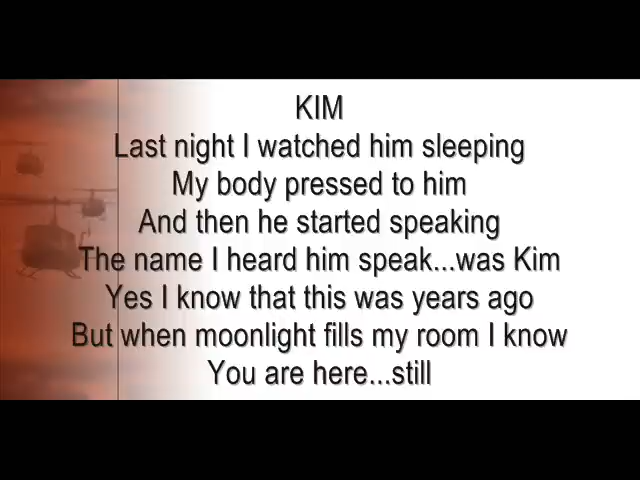 KIM
Last night I watched him sleeping
My body pressed to him
And then he started speaking
The name I heard him speak...was Kim
Yes I know that this was years ago
But when moonlight fills my room I know
You are here...still